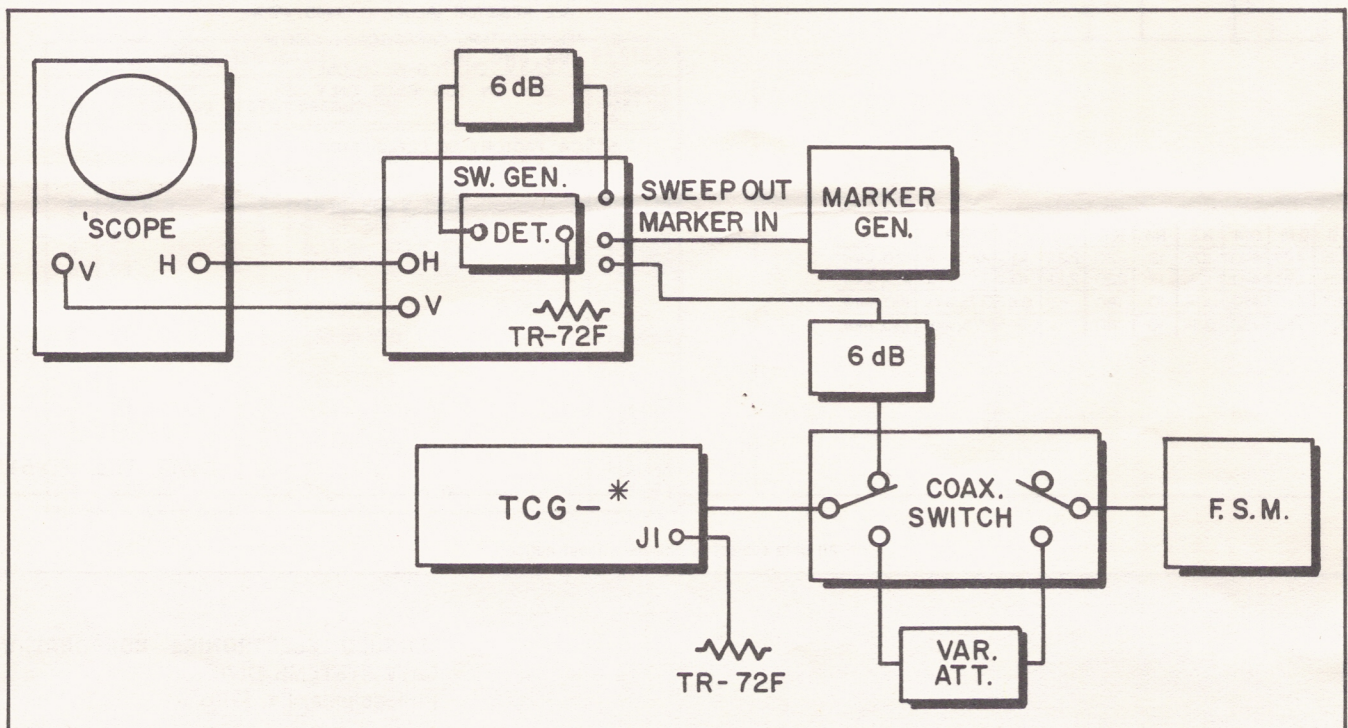 6 dB
SW. GEN.
SWEEP OUT
MARKER IN
MARKER
GEN.
'SCOPE
DET.
V
H
H
V
TR-72F
6 dB
TCG-*
J1
COAX.
SWITCH
F. S. M.
VAR.
ATT.
TR-72F